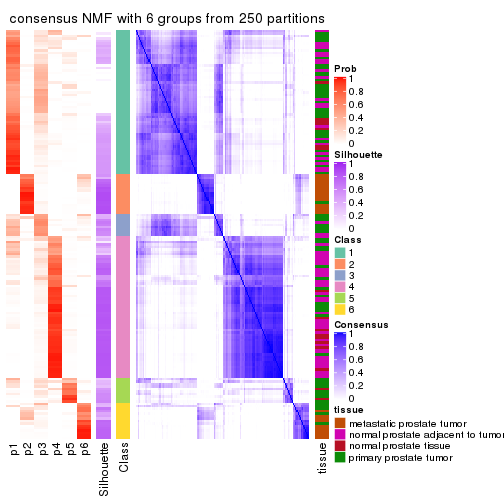 consensus NMF with 6 groups from 250 partitions
Prob
1
0.8
0.6
0.4
0.2
0
Silhouette
1
0.8
0.6
0.4
0.2
0
Class
1
2
3
4
5
6
Consensus
1
0.8
0.6
0.4
0.2
0
tissue
metastatic prostate tumor
normal prostate adjacent to tumor
normal prostate tissue
primary prostate tumor
p1
p2
p3
p4
p5
p6
Silhouette
Class
tissue